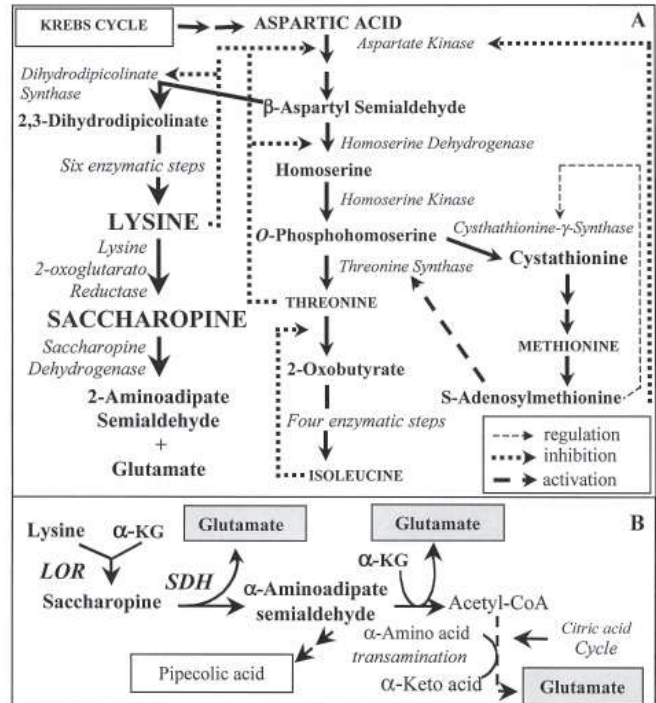 A
KREBS CYCLE
ASPARTIC ACID
Aspartate Kinase
Dihydrodipicolinate
Synthase
β-Aspartyl Semialdehyde
2,3-Dihydrodipicolinate
Homoserine Dehydrogenase
Six enzymatic steps
Homoserine
Homoserine Kinase
LYSINE
O-Phosphohomoserine
Cysthathionine-γ-Synthase
Lysine
2-oxoglutarato
Reductase
Threonine Synthase
Cystathionine
SACCHAROPINE
THREONINE
Saccharopine
Dehydrogenase
METHIONINE
2-Oxobutyrate
S-Adenosylmethionine
2-Aminoadipate
Semialdehyde
+
Glutamate
Four enzymatic steps
ISOLEUCINE
regulation
inhibition
activation
B
Lysine
α-KG
Glutamate
Glutamate
LOR
SDH
α-KG
Saccharopine
α-Aminoadipate
semialdehyde
Acetyl-CoA
α-Amino acid
transamination
α-Keto acid
Citric acid
Cycle
Pipecolic acid
Glutamate